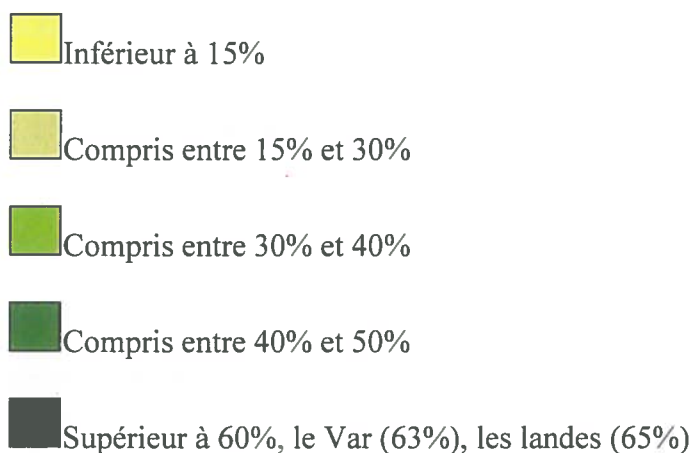 Inférieur à 15%
Compris entre 15% et 30%
Compris entre 30% et 40%
Compris entre 40% et 50%
Supérieur à 60%, le Var (63%), les landes (65%)